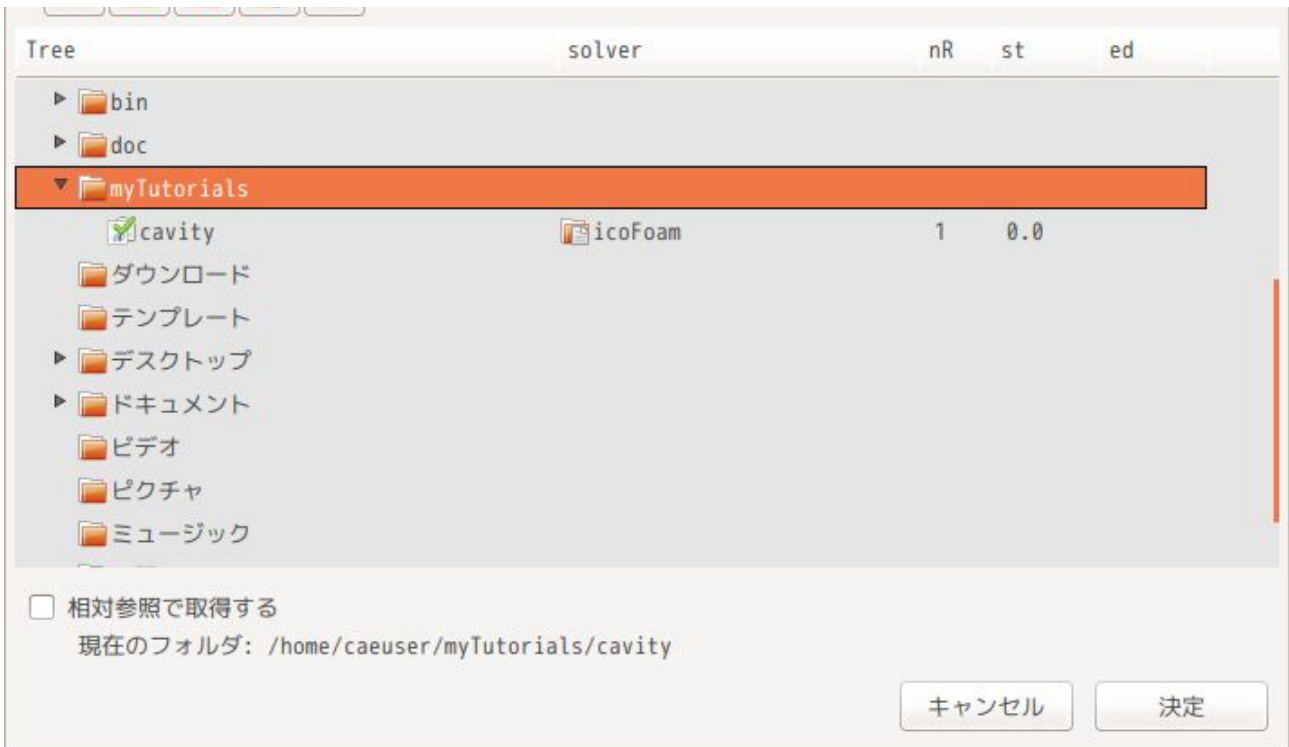 Tree solver nR st ed
bin
doc
myTutorials
cavity icoFoam 1 0.0
ダウンロード
テンプレート
デスクトップ
ドキュメント
ビデオ
ピクチャ
ミュージック
相対参照で取得する
現在のフォルダ: /home/caeuser/myTutorials/cavity
キャンセル 決定